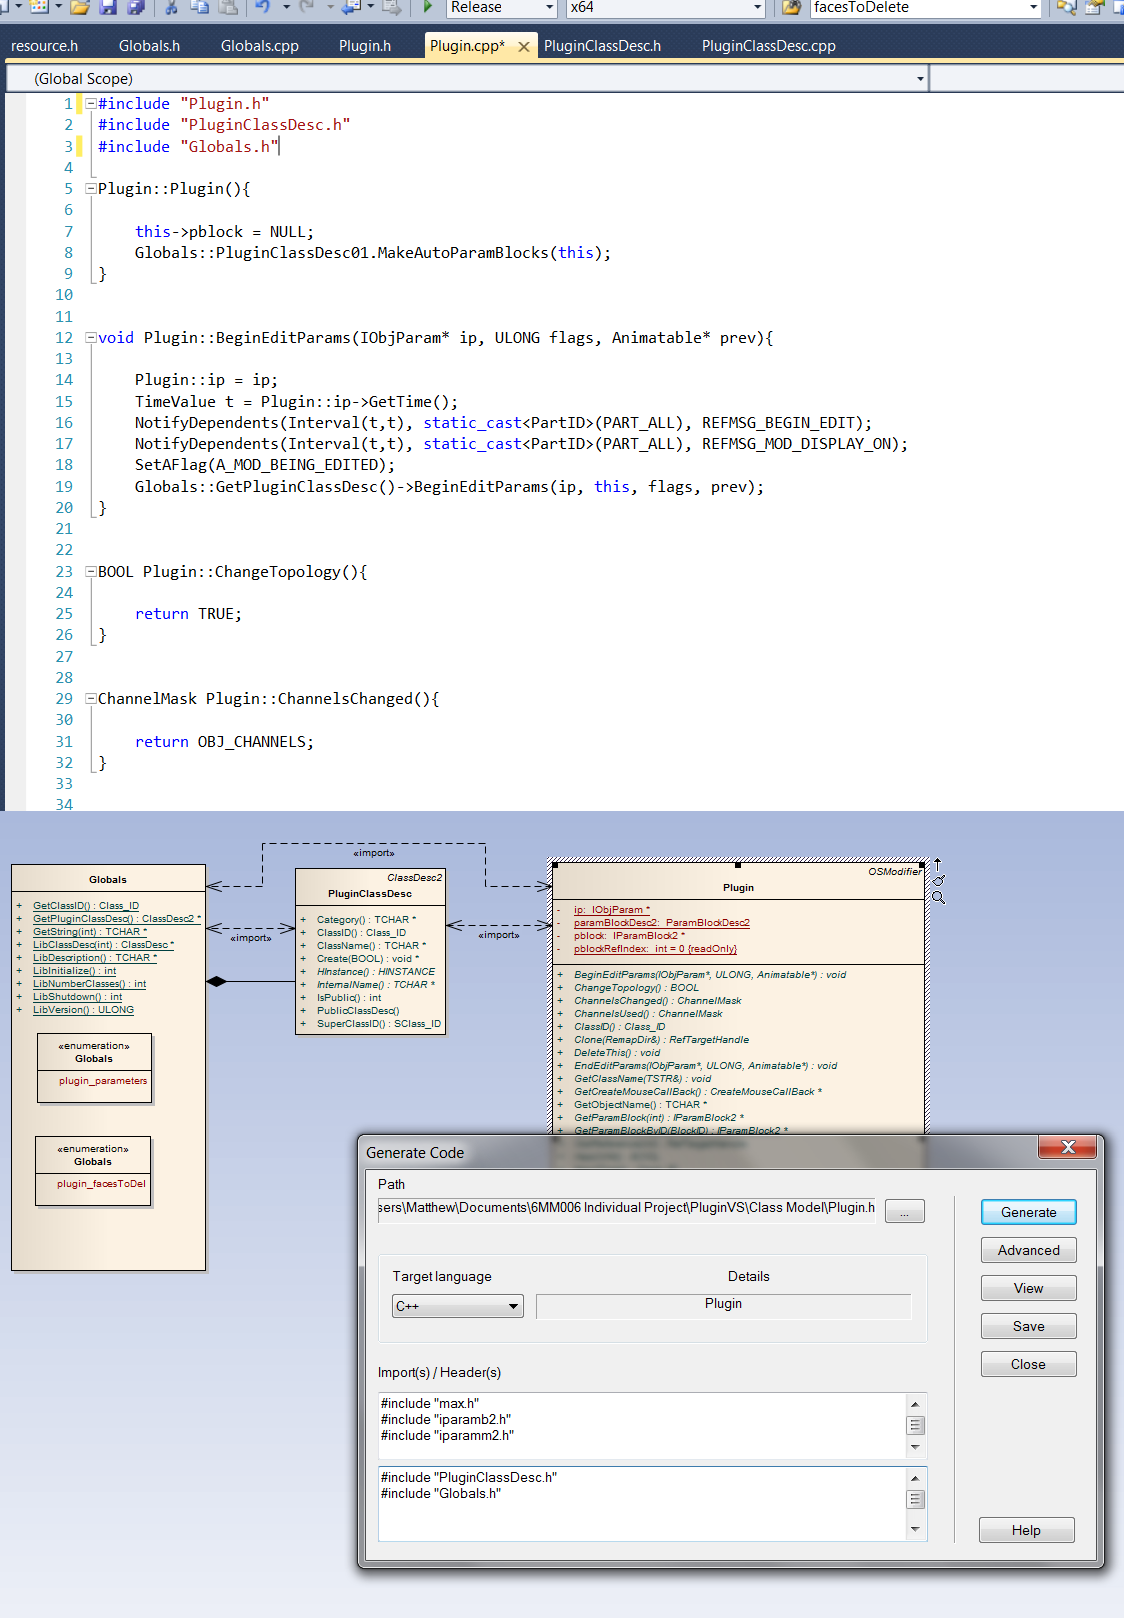 Release
x64
facesToDelete
resource.h Globals.h Globals.cpp Plugin.h Plugin.cpp* PluginClassDesc.h PluginClassDesc.cpp
(Global Scope)
1 #include "Plugin.h"
2 #include "PluginClassDesc.h"
3 #include "Globals.h"
4
5 Plugin::Plugin(){
6
7 this->pblock = NULL;
8 Globals::PluginClassDesc01.MakeAutoParamBlocks(this);
9 }
10
11
12 void Plugin::BeginEditParams(IObjParam* ip, ULONG flags, Animatable* prev){
13
14 Plugin::ip = ip;
15 TimeValue t = Plugin::ip->GetTime();
16 NotifyDependents(Interval(t,t), static_cast<PartID>(PART_ALL), REFMSG_BEGIN_EDIT);
17 NotifyDependents(Interval(t,t), static_cast<PartID>(PART_ALL), REFMSG_MOD_DISPLAY_ON);
18 SetAFlag(A_MOD_BEING_EDITED);
19 Globals::GetPluginClassDesc()->BeginEditParams(ip, this, flags, prev);
20 }
21
22
23 BOOL Plugin::ChangeTopology(){
24
25 return TRUE;
26 }
27
28
29 ChannelMask Plugin::ChannelsChanged(){
30
31 return OBJ_CHANNELS;
32 }
33
34
«import»
Globals
+ GetClassID() : Class_ID
+ GetPluginClassDesc() : ClassDesc2 *
+ GetString(int) : TCHAR *
+ LibClassDesc(int) : ClassDesc *
+ LibDescription() : TCHAR *
+ LibInitialize() : int
+ LibNumberClasses() : int
+ LibShutdown() : int
+ LibVersion() : ULONG
«enumeration»
Globals
plugin_parameters
«enumeration»
Globals
plugin_facesToDel
«import»
ClassDesc2
PluginClassDesc
+ Category() : TCHAR *
+ ClassID() : Class_ID
+ ClassName() : TCHAR *
+ Create(BOOL) : void *
+ HInstance() : HINSTANCE
+ InternalName() : TCHAR *
+ IsPublic() : int
+ PublicClassDesc()
+ SuperClassID() : SClass_ID
«import»
OSModifier
Plugin
- ip: IObjParam *
- paramBlockDesc2: ParamBlockDesc2
- pblock: IParamBlock2 *
- pblockRefIndex: int = 0 {readOnly}
+ BeginEditParams(IObjParam*, ULONG, Animatable*) : void
+ ChangeTopology() : BOOL
+ ChannelsChanged() : ChannelMask
+ ChannelsUsed() : ChannelMask
+ ClassID() : Class_ID
+ Clone(RemapDir&) : RefTargetHandle
+ DeleteThis() : void
+ EndEditParams(IObjParam*, ULONG, Animatable*) : void
+ GetClassName(TSTR&) : void
+ GetCreateMouseCallBack() : CreateMouseCallBack *
+ GetObjectName() : TCHAR *
+ GetParamBlock(int) : IParamBlock2 *
+ GetParamBlockByID(BlockID) : IParamBlock2 *
Generate Code
Path
sers\Matthew\Documents\6MM006 Individual Project\PluginVS\Class Model\Plugin.h
...
Generate
Advanced
View
Save
Close
Target language
Details
C++
Plugin
Import(s) / Header(s)
#include "max.h"
#include "iparamb2.h"
#include "iparamm2.h"
#include "PluginClassDesc.h"
#include "Globals.h"
Help